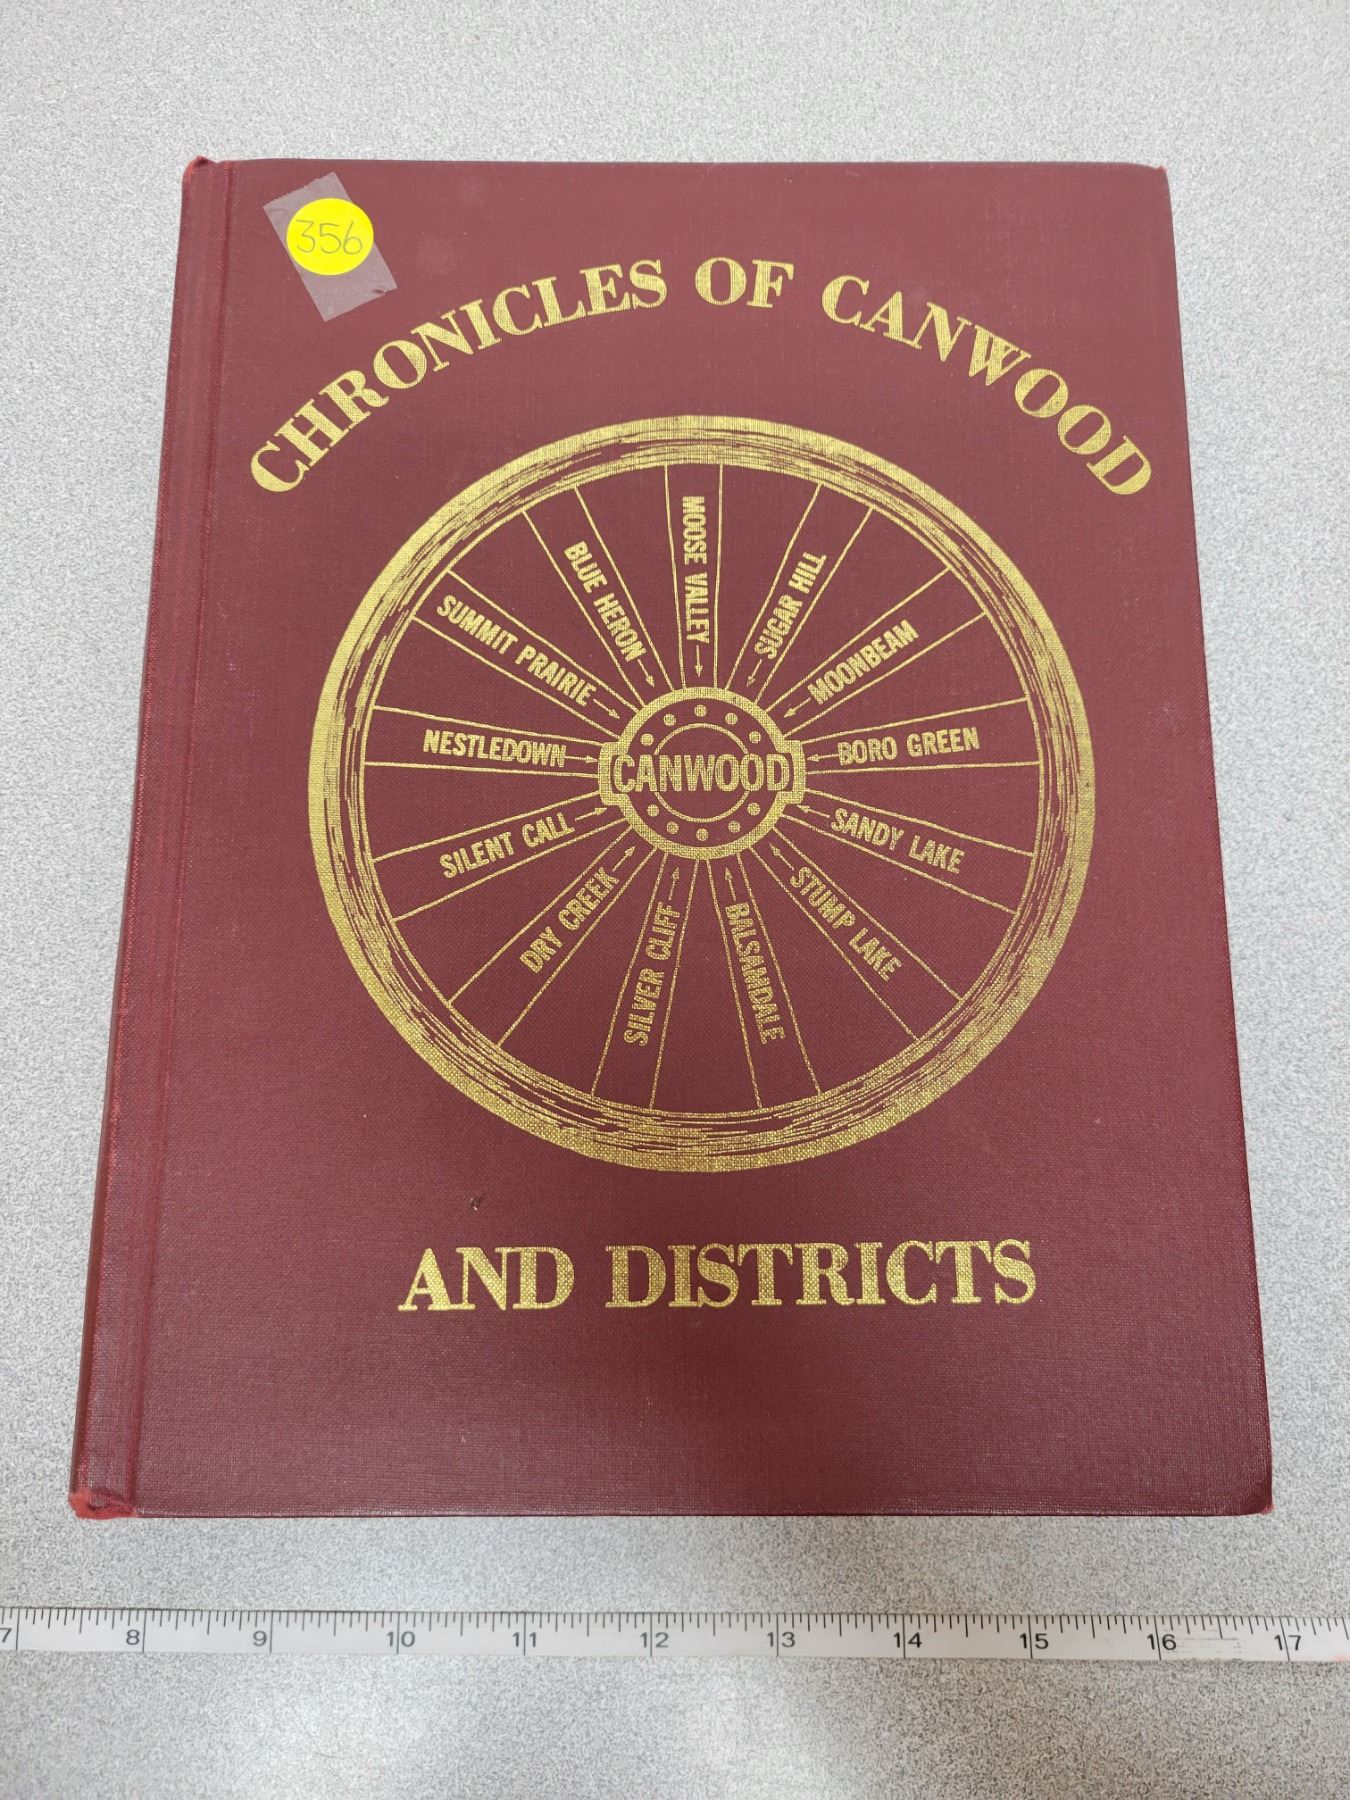 356
CHRONICLES OF CANWOOD
MOOSE VALLEY
SUGAR HILL
MOONBEAM
BORO GREEN
SANDY LAKE
STUMP LAKE
BALSAMDALE
SILVER CLIFF
DRY CREEK
SILENT CALL
NESTLEDOWN
SUMMIT PRAIRIE
BLUE HERON
CANWOOD
AND DISTRICTS
7 8 9 10 11 12 13 14 15 16 17